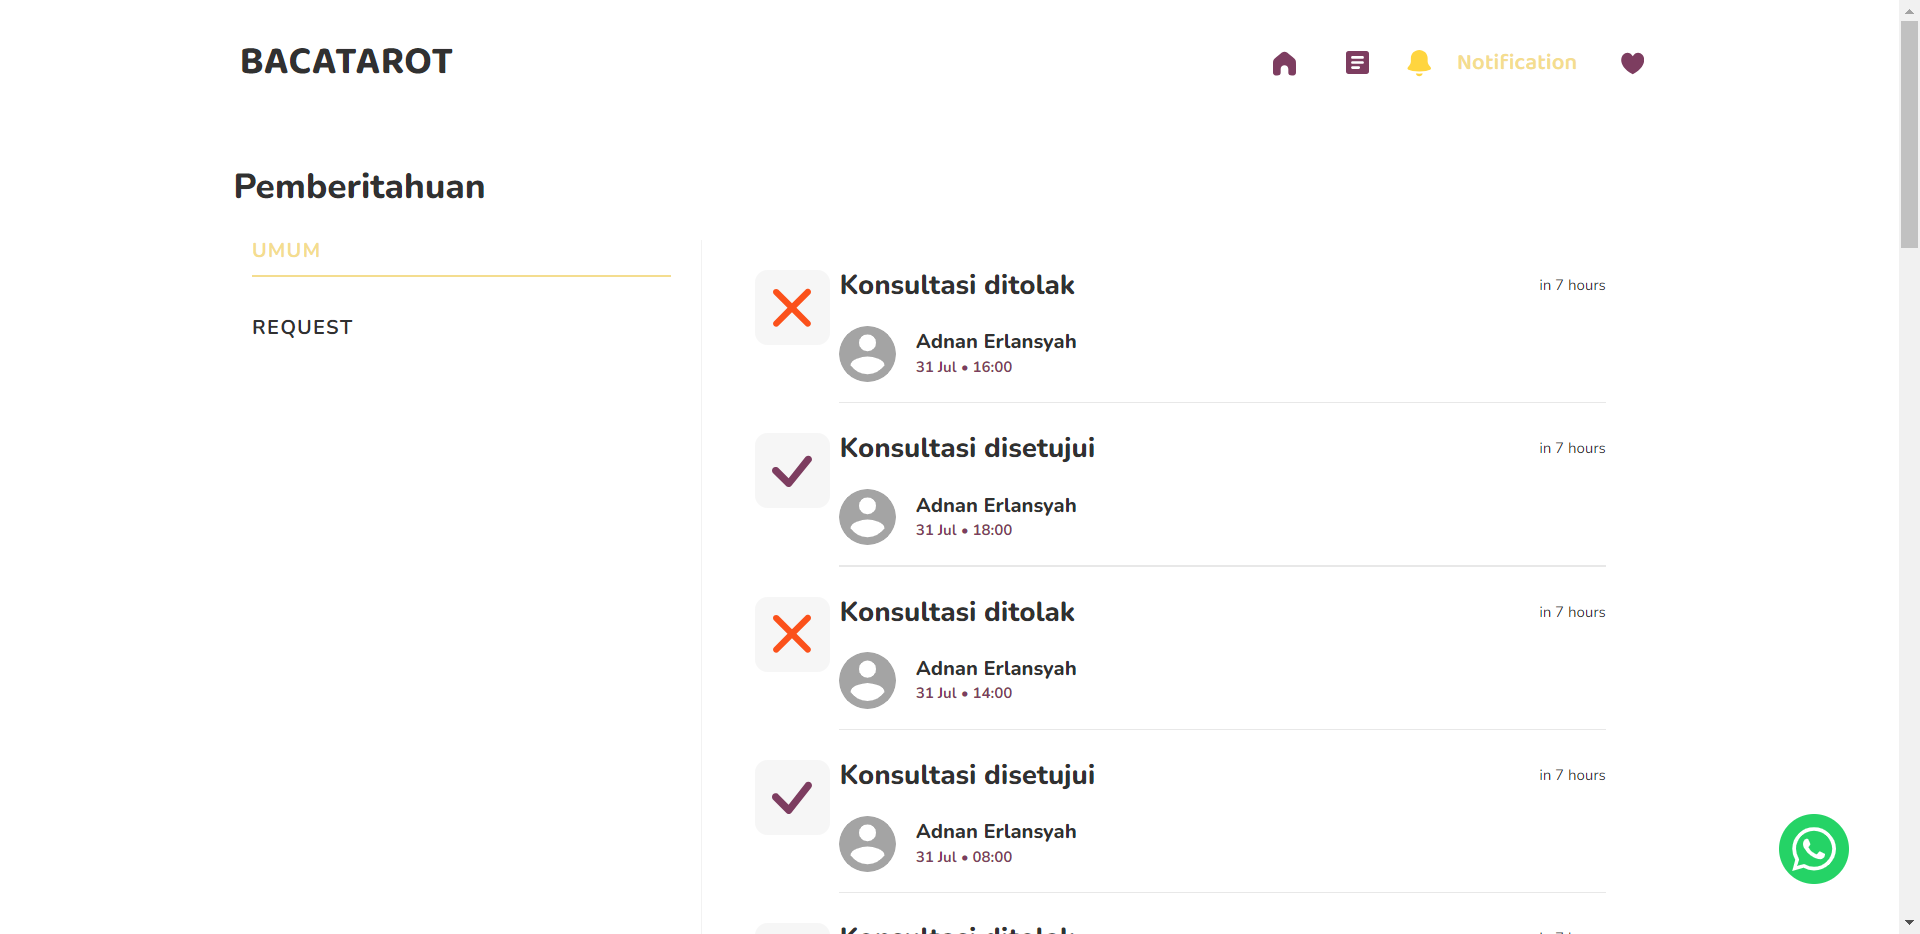 BACATAROT
Notification
Pemberitahuan
UMUM
REQUEST
Konsultasi ditolak
in 7 hours
Adnan Erlansyah
31 Jul • 16:00
Konsultasi disetujui
in 7 hours
Adnan Erlansyah
31 Jul • 18:00
Konsultasi ditolak
in 7 hours
Adnan Erlansyah
31 Jul • 14:00
Konsultasi disetujui
in 7 hours
Adnan Erlansyah
31 Jul • 08:00